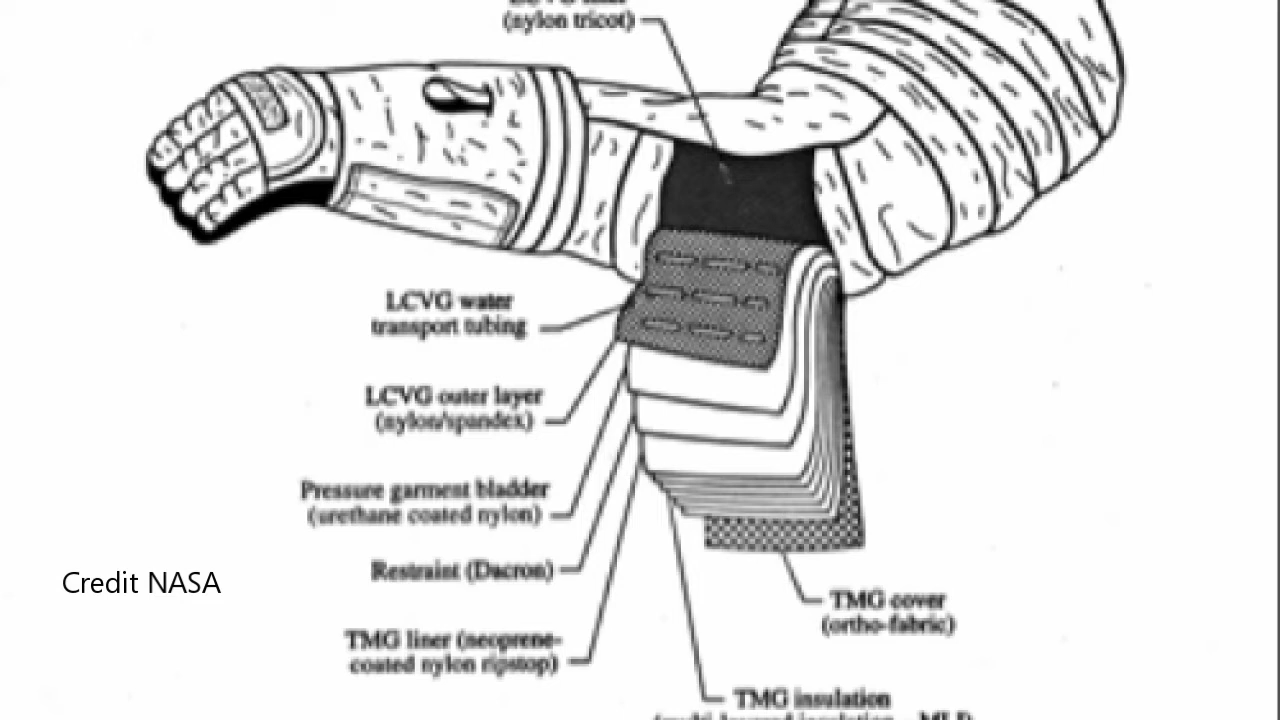 (nylon tricot)
LCVG water
transport tubing
LCVG outer layer
(nylon/spandex)
Pressure garment bladder
(urethane coated nylon)
Restraint (Dacron)
Credit NASA
TMG liner (neoprene-
coated nylon ripstop)
TMG cover
(ortho-fabric)
TMG insulation